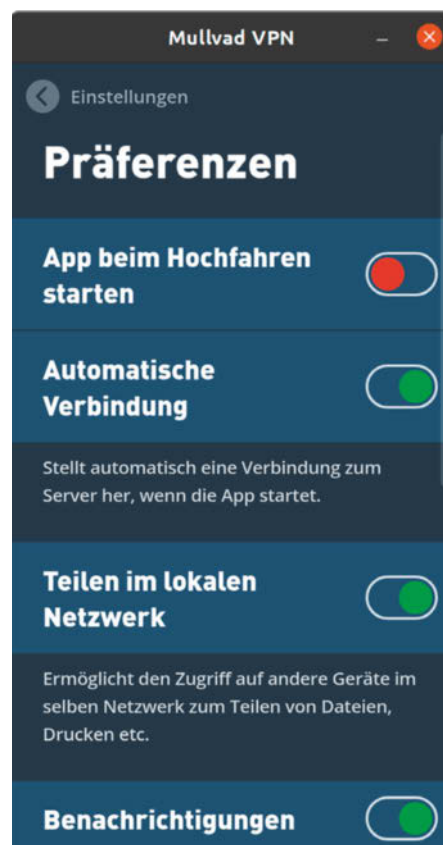 Mullvad VPN
Einstellungen
Präferenzen
App beim Hochfahren
starten
Automatische
Verbindung
Stellt automatisch eine Verbindung zum
Server her, wenn die App startet.
Teilen im lokalen
Netzwerk
Ermöglicht den Zugriff auf andere Geräte im
selben Netzwerk zum Teilen von Dateien,
Drucken etc.
Benachrichtigungen